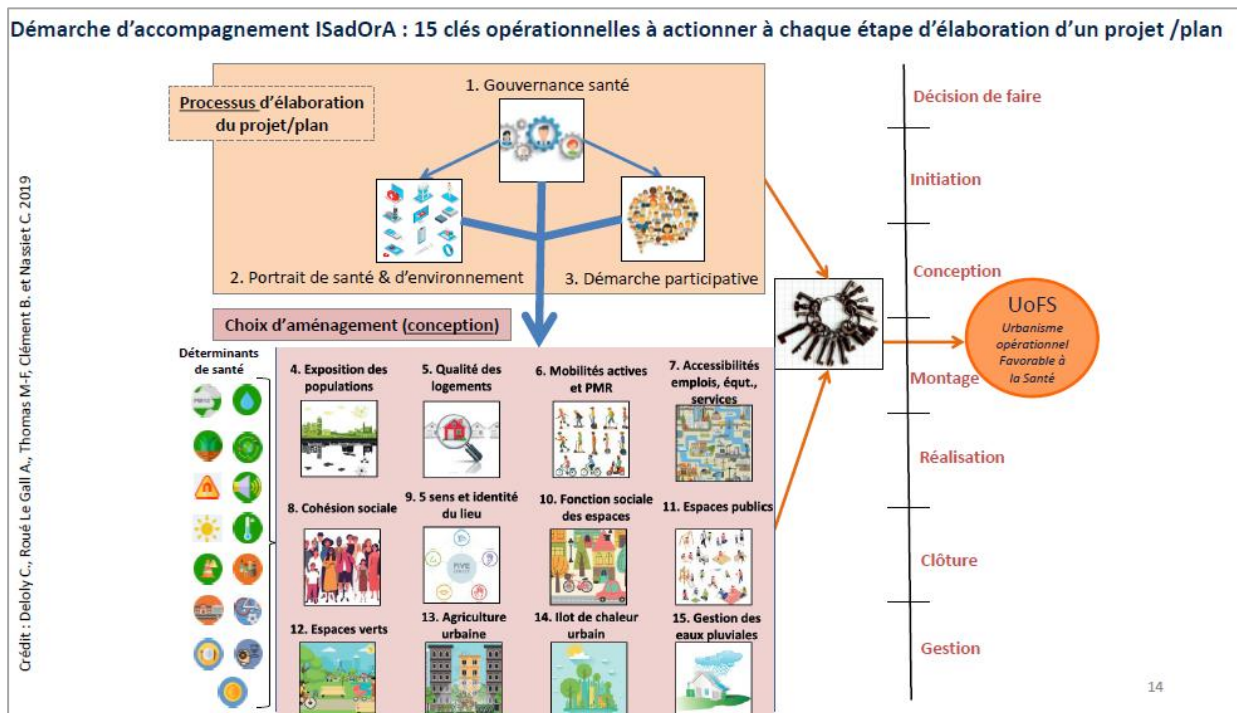 Démarche d'accompagnement ISadOrA : 15 clés opérationnelles à actionner à chaque étape d'élaboration d'un projet /plan
Processus d'élaboration
du projet/plan
1. Gouvernance santé
2. Portrait de santé & d'environnement
3. Démarche participative
Choix d'aménagement (conception)
Déterminants
de santé
4. Exposition des
populations
5. Qualité des
logements
6. Mobilités actives
et PMR
7. Accessibilités
emplois, équt.,
services
8. Cohésion sociale
9. 5 sens et identité
du lieu
FIVE
10. Fonction sociale
des espaces
11. Espaces publics
12. Espaces verts
13. Agriculture
urbaine
14. Ilot de chaleur
urbain
15. Gestion des
eaux pluviales
Décision de faire
Initiation
Conception
Montage
Réalisation
Clôture
Gestion
UoFS
Urbanisme
opérationnel
Favorable à
la Santé
Crédit : Deloly C., Roué Le Gall A., Thomas M-F, Clément B. et Nassiet C. 2019
14